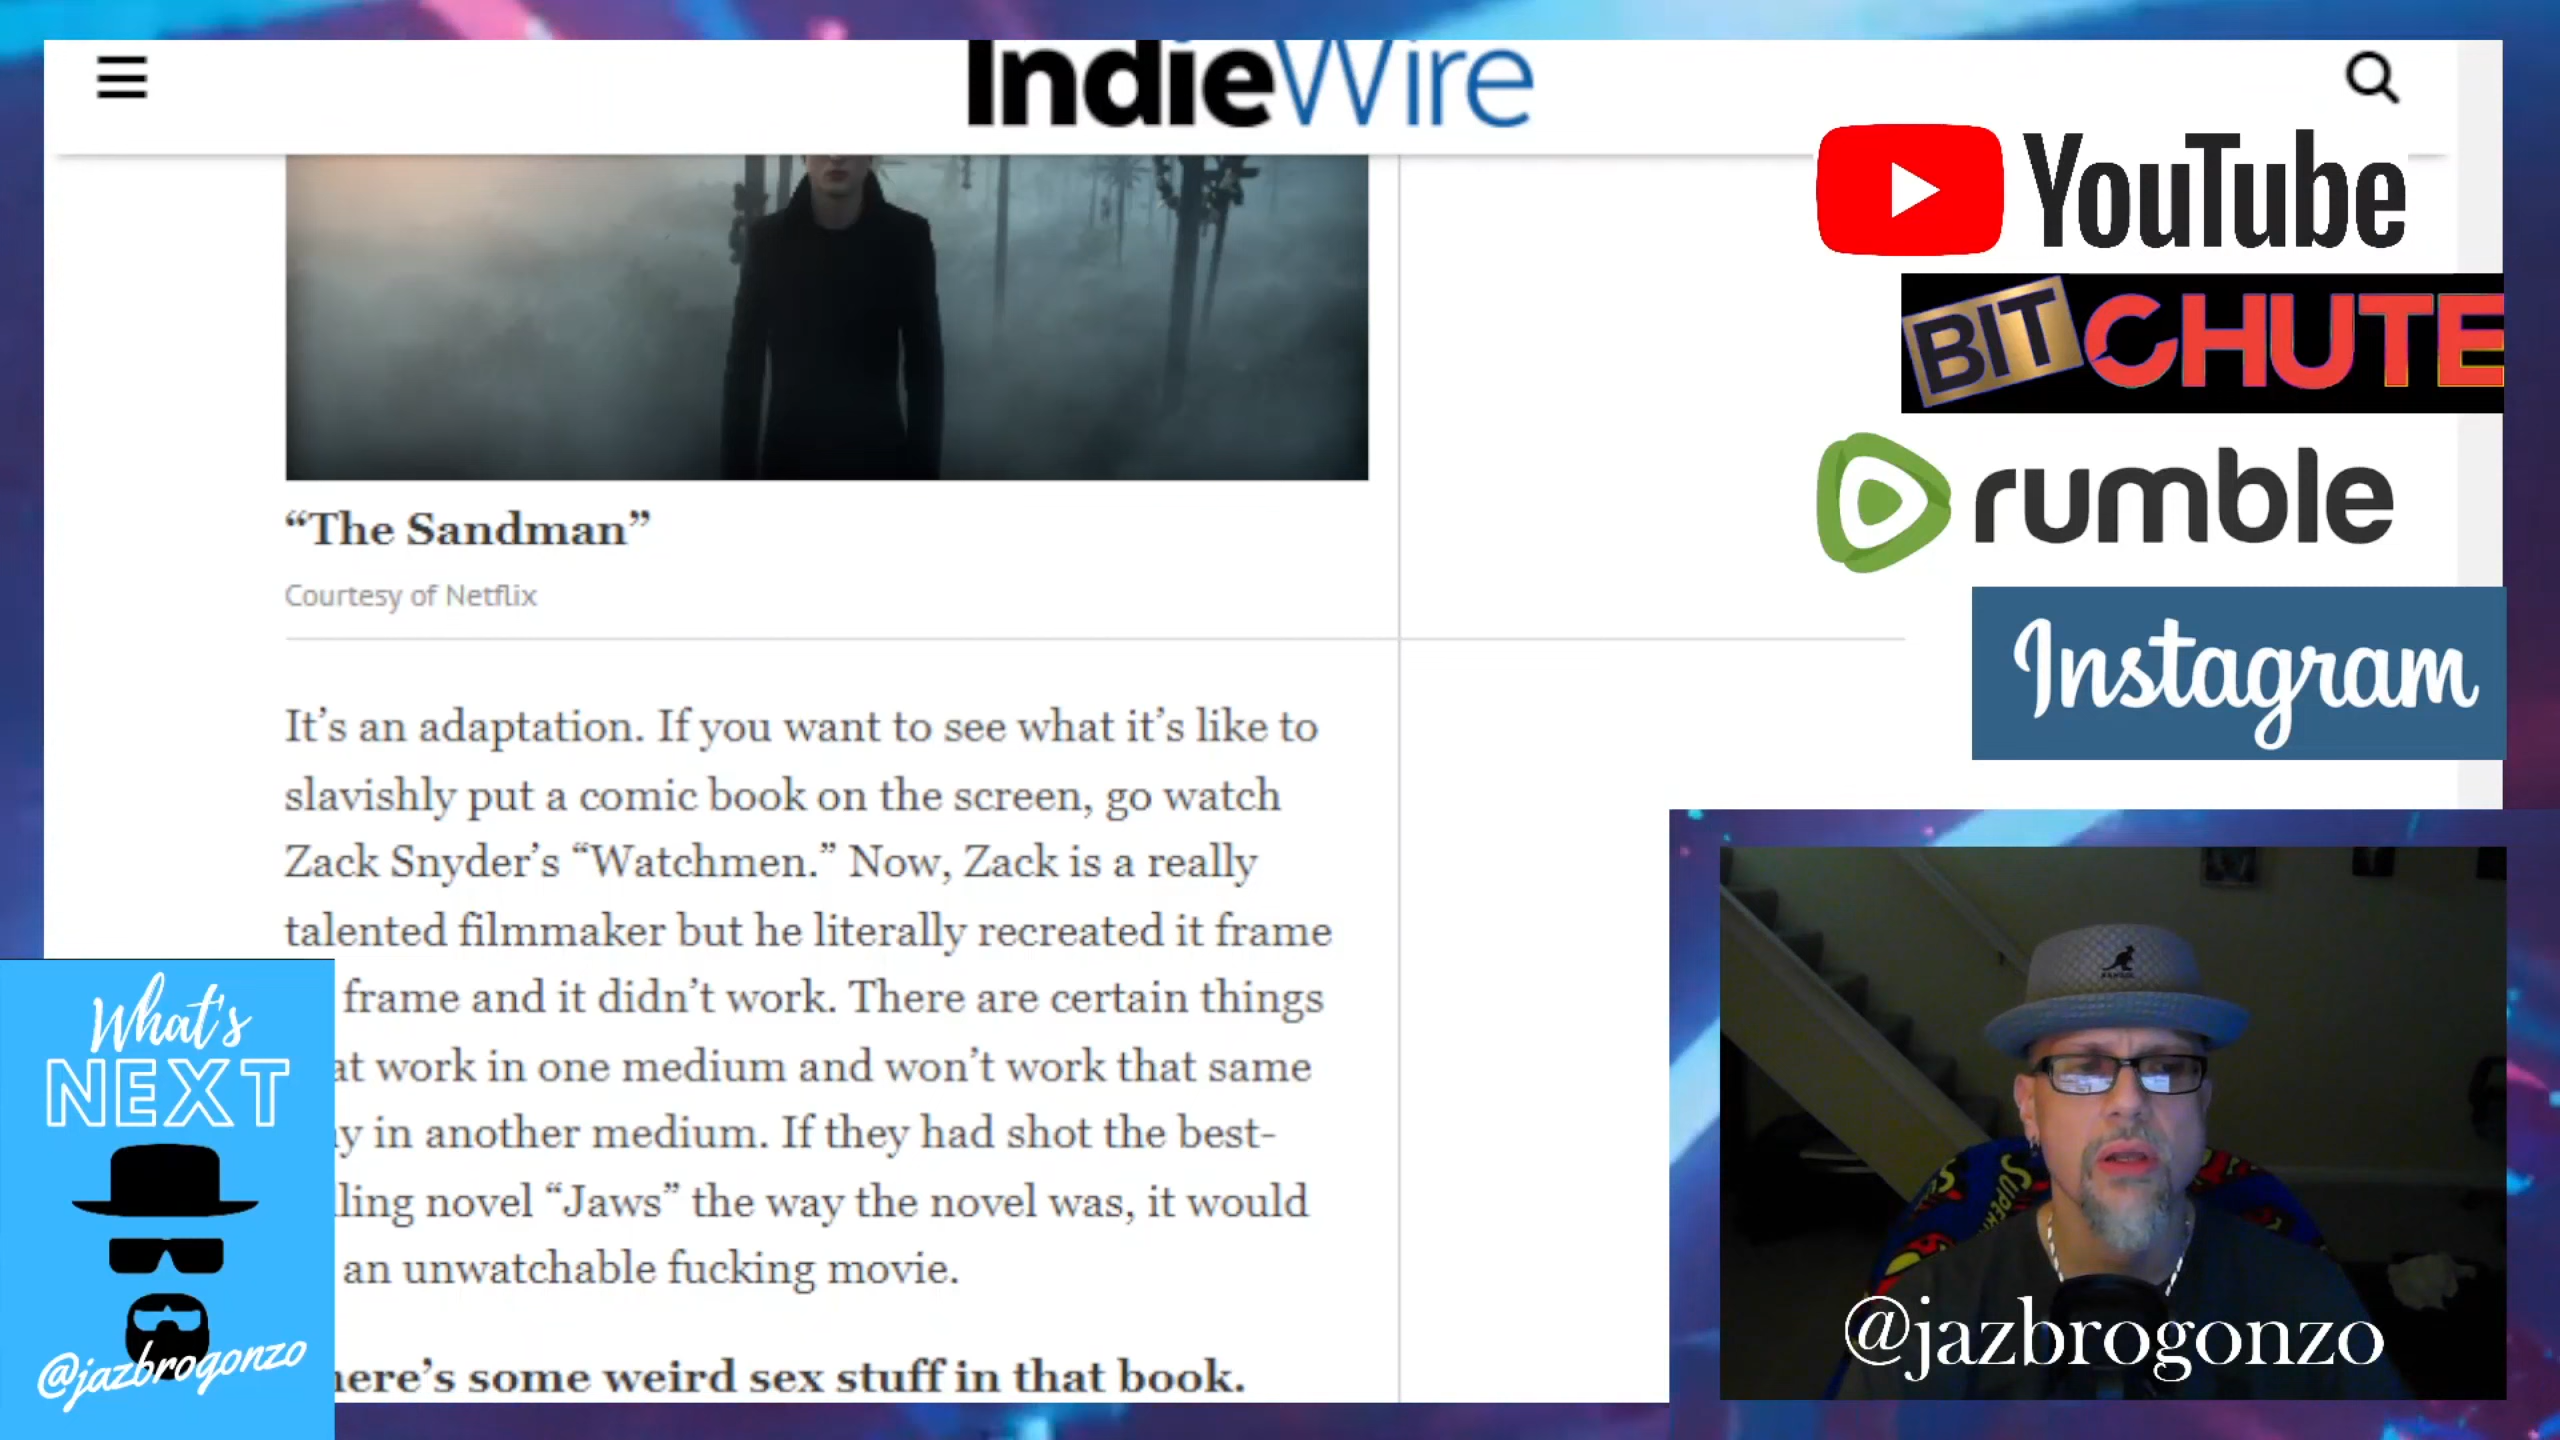 IndieWire
YouTube
BITCHUTE
rumble
Instagram
“The Sandman”
Courtesy of Netflix
It’s an adaptation. If you want to see what it’s like to
slavishly put a comic book on the screen, go watch
Zack Snyder’s “Watchmen.” Now, Zack is a really
talented filmmaker but he literally recreated it frame
frame and it didn’t work. There are certain things
at work in one medium and won’t work that same
y in another medium. If they had shot the best-
ling novel “Jaws” the way the novel was, it would
an unwatchable fucking movie.
here’s some weird sex stuff in that book.
What's
NEXT
@jazbrogonzo
KANGOL
SUPER
@jazbrogonzo